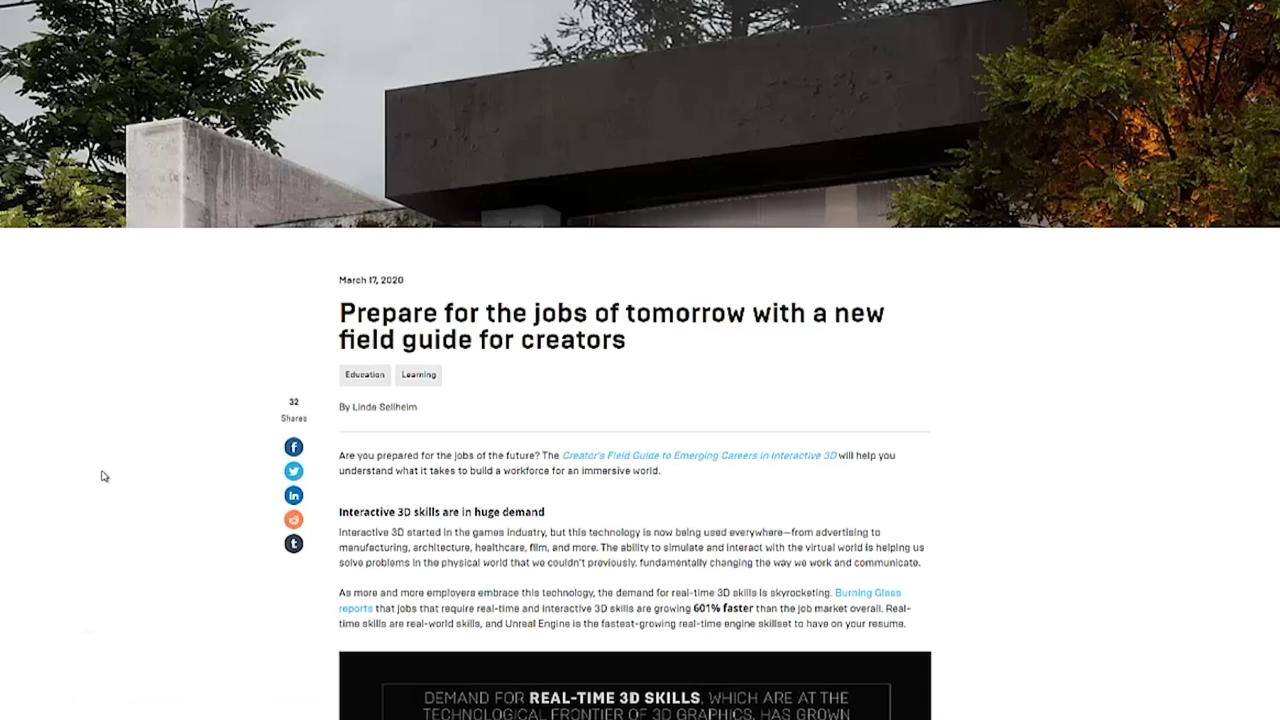 March 17, 2020
Prepare for the jobs of tomorrow with a new
field guide for creators
Education Learning
32
Shares
By Linda Sellheim
Are you prepared for the jobs of the future? The Creator's Field Guide to Emerging Careers in Interactive 3D will help you
understand what it takes to build a workforce for an immersive world.
Interactive 3D skills are in huge demand
Interactive 3D started in the games industry, but this technology is now being used everywhere—from advertising to
manufacturing, architecture, healthcare, film, and more. The ability to simulate and interact with the virtual world is helping us
solve problems in the physical world that we couldn't previously, fundamentally changing the way we work and communicate.
As more and more employers embrace this technology, the demand for real-time 3D skills is skyrocketing. Burning Glass
reports that jobs that require real-time and interactive 3D skills are growing 601% faster than the job market overall. Real-
time skills are real-world skills, and Unreal Engine is the fastest-growing real-time engine skillset to have on your resume.
DEMAND FOR REAL-TIME 3D SKILLS, WHICH ARE AT THE
TECHNOLOGICAL FRONTIER OF 3D GRAPHICS, HAS GROWN